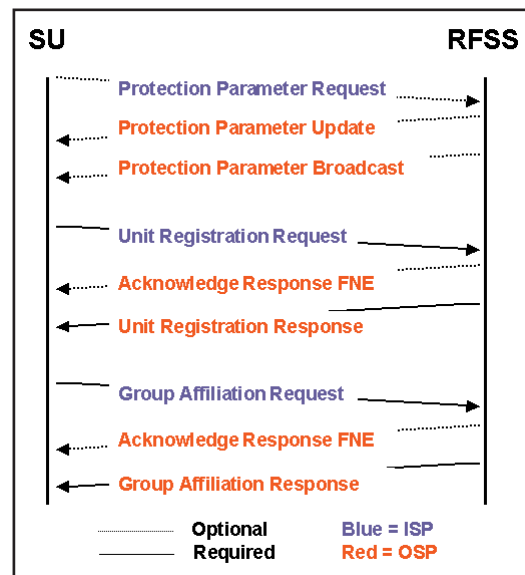 SU RFSS
Protection Parameter Request
Protection Parameter Update
Protection Parameter Broadcast
Unit Registration Request
Acknowledge Response FNE
Unit Registration Response
Group Affiliation Request
Acknowledge Response FNE
Group Affiliation Response
Optional Blue = ISP
Required Red = OSP